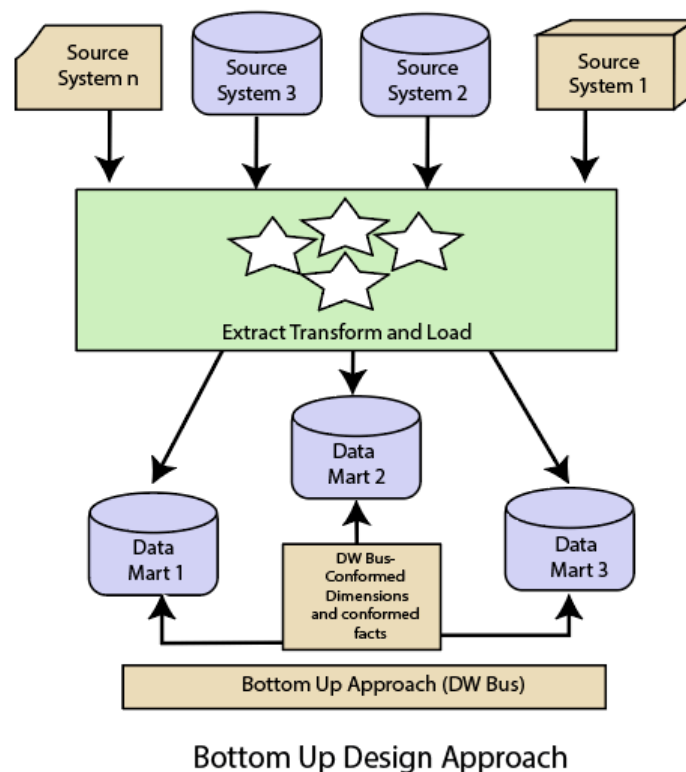 Source
System n
Source
System 3
Source
System 2
Source
System 1
Extract Transform and Load
Data
Mart 2
Data
Mart 1
Data
Mart 3
DW Bus-
Conformed
Dimensions
and conformed
facts
Bottom Up Approach (DW Bus)
Bottom Up Design Approach